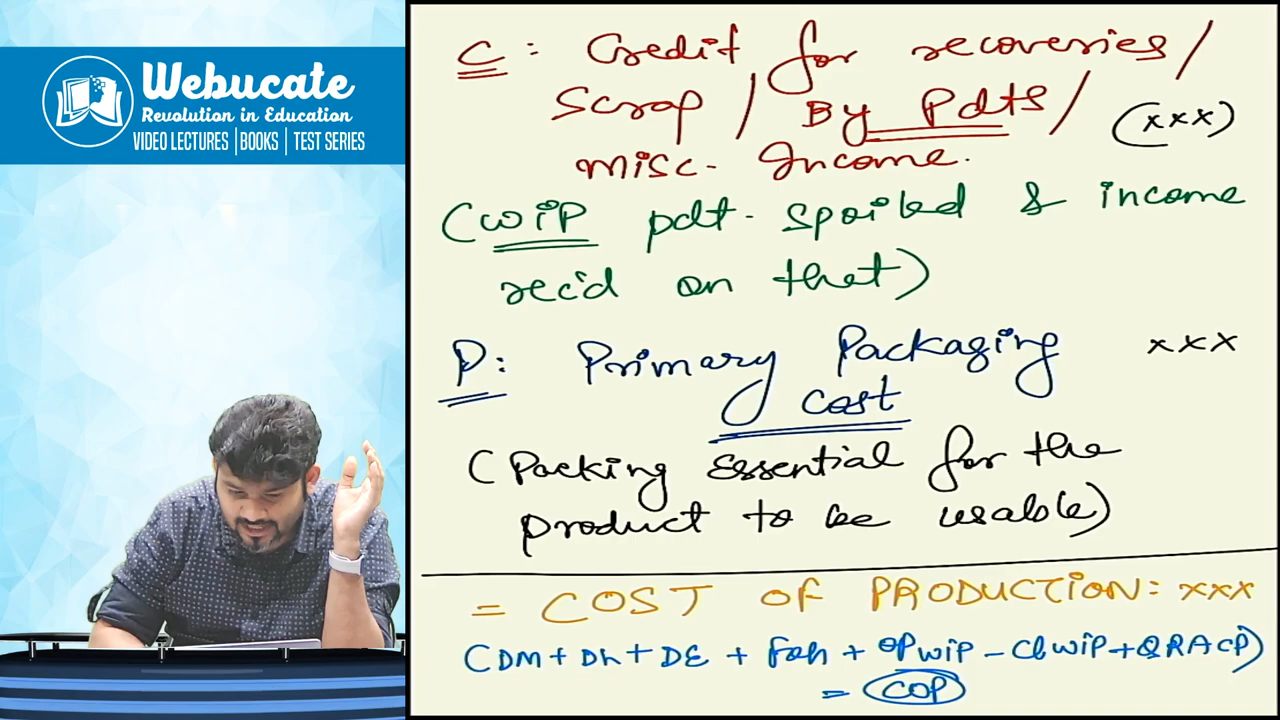 Webucate
Revolution in Education
VIDEO LECTURES | BOOKS | TEST SERIES
C : Credit for recoveries /
Scrap / By Pdts / (xxx)
misc. Income.
(WIP pdt. spoiled & income
rec'd on that)
P : Primary Packaging xxx
Cost
(Packing Essential for the
product to be usable)
= COST OF PRODUCTION: xxx
(DM + DL + DE + FOH + OP WIP - Cl WIP + QRACP)
= COP